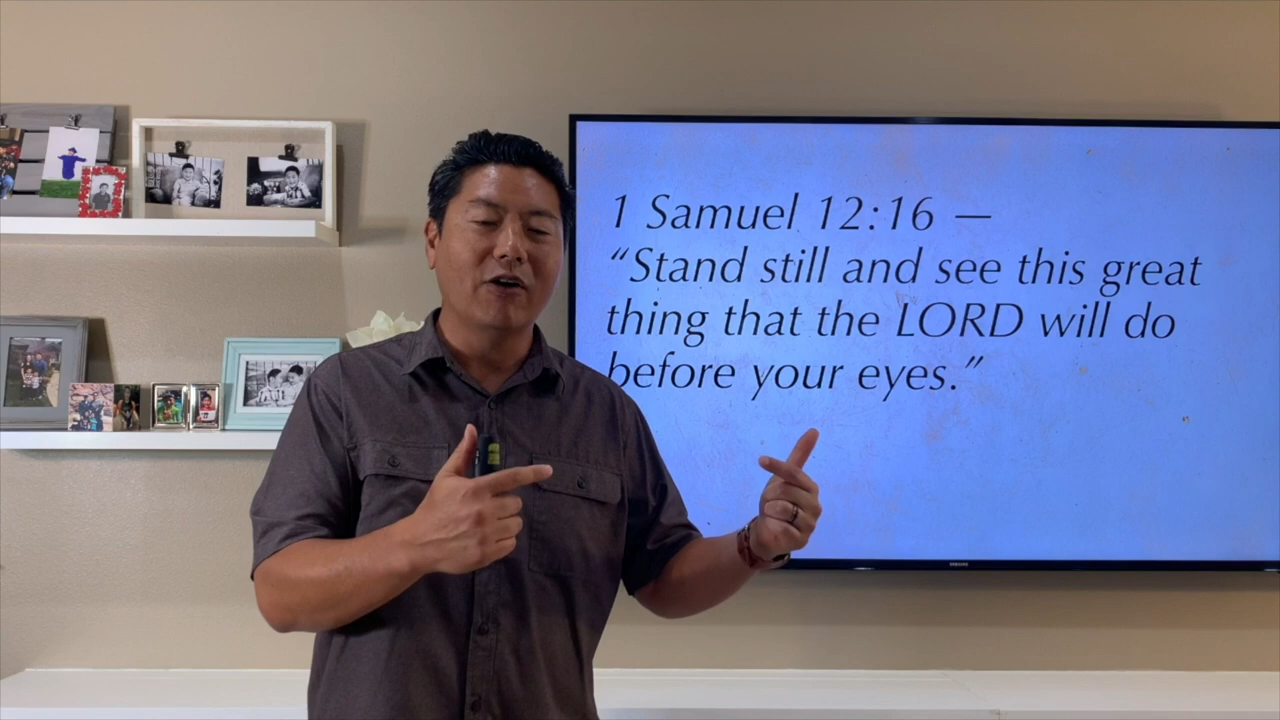 1 Samuel 12:16 —
“Stand still and see this great
thing that the LORD will do
before your eyes.”
SAMSUNG